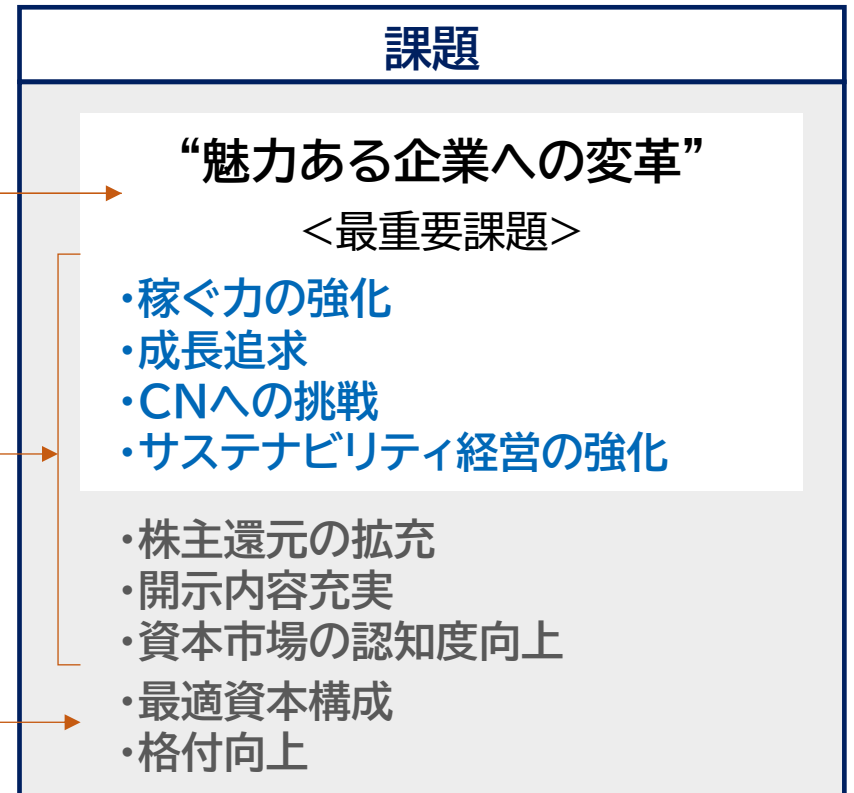 課題
“魅力ある企業への変革”
<最重要課題>
・稼ぐ力の強化
・成長追求
・CNへの挑戦
・サステナビリティ経営の強化
・株主還元の拡充
・開示内容充実
・資本市場の認知度向上
・最適資本構成
・格付向上